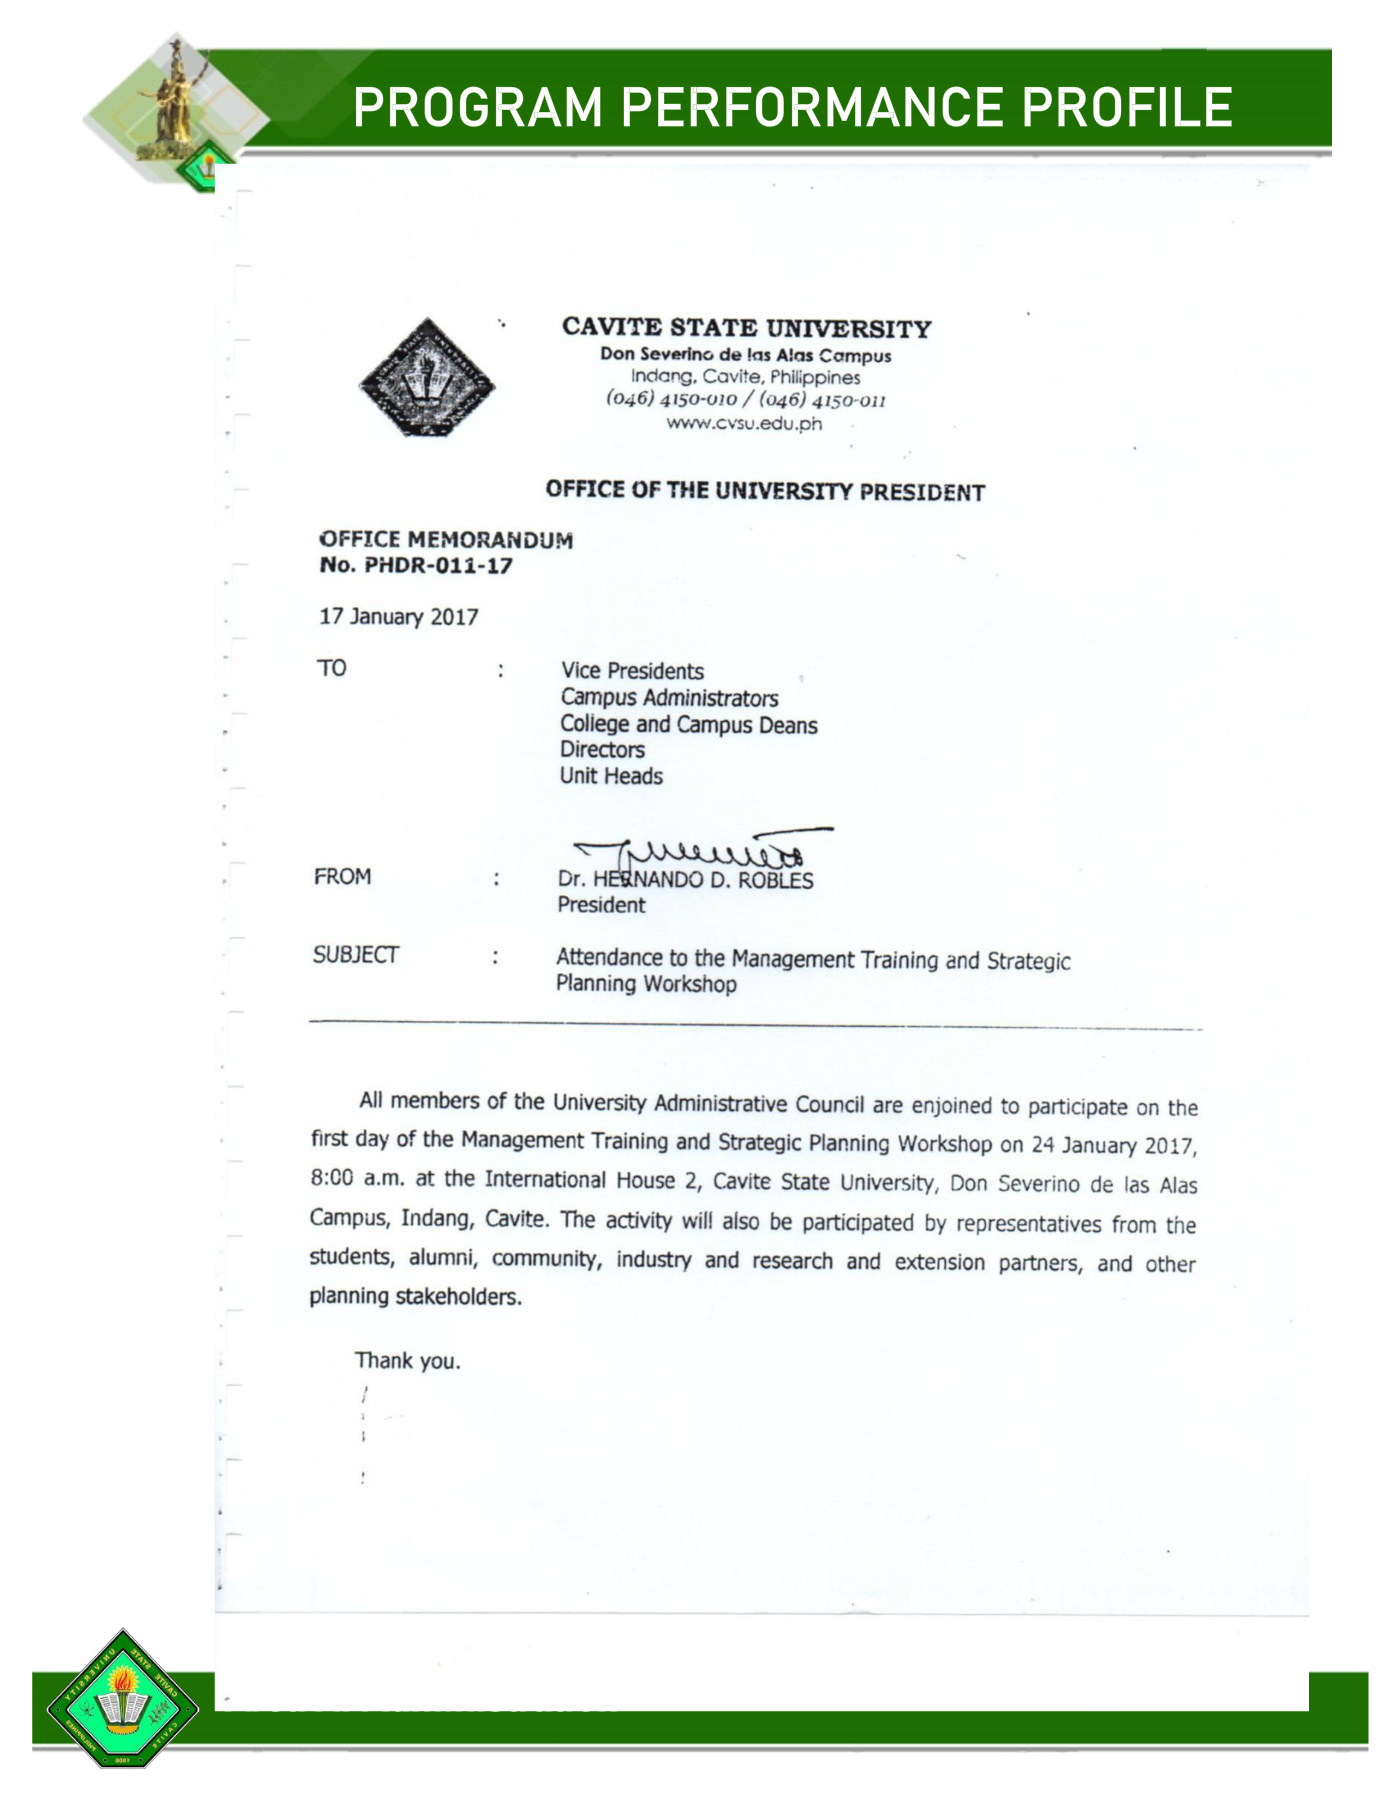 PROGRAM PERFORMANCE PROFILE
CAVITE STATE UNIVERSITY
Don Severino de las Alas Campus
Indang, Cavite, Philippines
(046) 4150-010 / (046) 4150-011
www.cvsu.edu.ph
OFFICE OF THE UNIVERSITY PRESIDENT
OFFICE MEMORANDUM
No. PHDR-011-17
17 January 2017
TO : Vice Presidents
Campus Administrators
College and Campus Deans
Directors
Unit Heads
FROM : Dr. HERNANDO D. ROBLES
President
SUBJECT : Attendance to the Management Training and Strategic
Planning Workshop
All members of the University Administrative Council are enjoined to participate on the
first day of the Management Training and Strategic Planning Workshop on 24 January 2017,
8:00 a.m. at the International House 2, Cavite State University, Don Severino de las Alas
Campus, Indang, Cavite. The activity will also be participated by representatives from the
students, alumni, community, industry and research and extension partners, and other
planning stakeholders.
Thank you.
CAVITE STATE UNIVERSITY
CAVITE
PHILIPPINES
1906